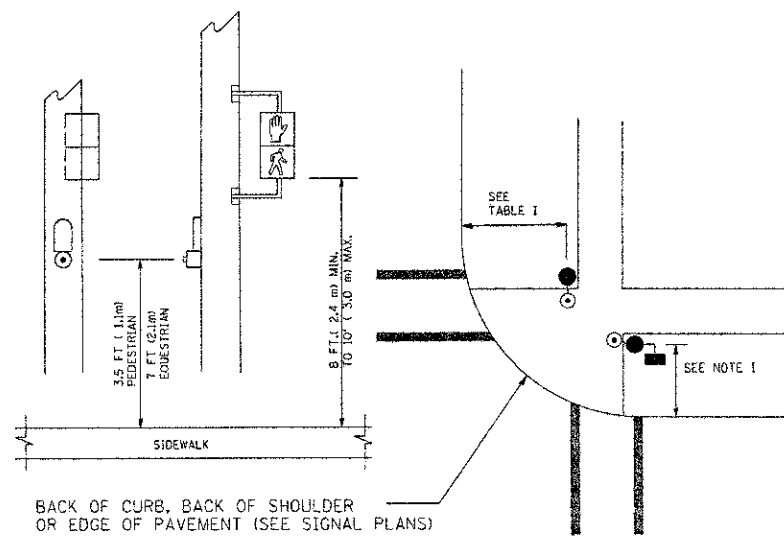 3.5 FT ( 1.1m)
PEDESTRIAN
7 FT (2.1m)
EQUESTRIAN
8 FT.( 2.4 m) MIN.
TO 10' ( 3.0 m) MAX.
SIDEWALK
SEE
TABLE I
SEE NOTE I
BACK OF CURB, BACK OF SHOULDER
OR EDGE OF PAVEMENT (SEE SIGNAL PLANS)